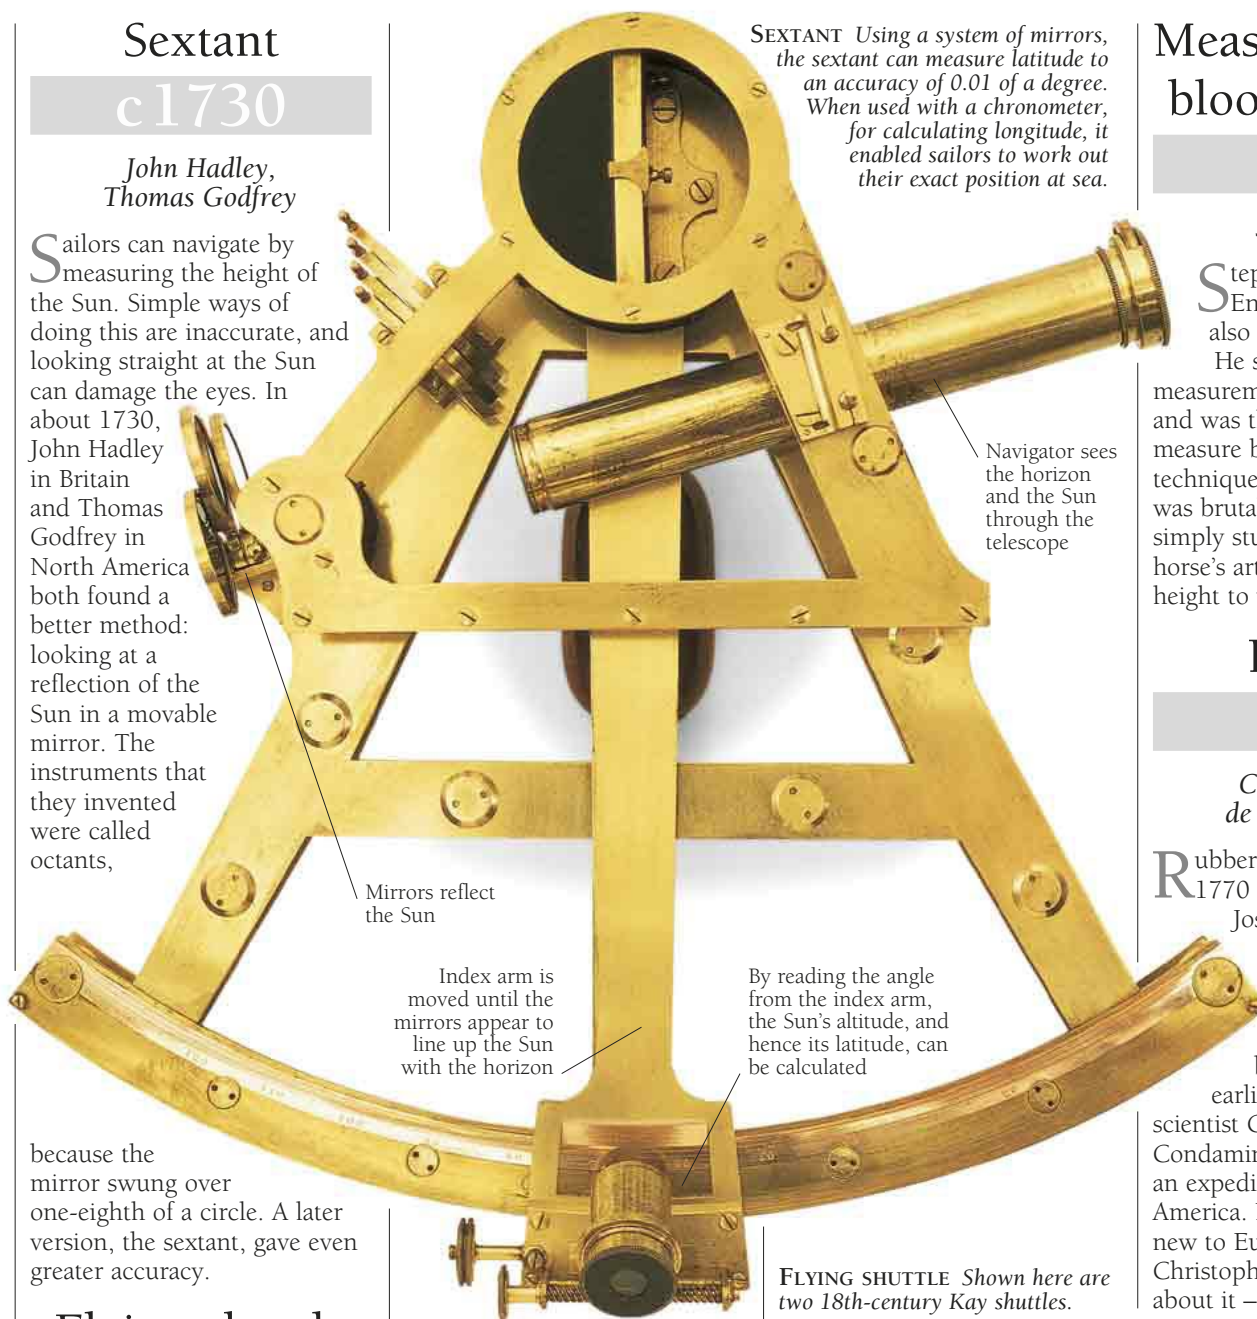 Sextant
c1730
John Hadley,
Thomas Godfrey
Sailors can navigate by
measuring the height of
the Sun. Simple ways of
doing this are inaccurate, and
looking straight at the Sun
can damage the eyes. In
about 1730,
John Hadley
in Britain
and Thomas
Godfrey in
North America
both found a
better method:
looking at a
reflection of the
Sun in a movable
mirror. The
instruments that
they invented
were called
octants,
because the
mirror swung over
one-eighth of a circle. A later
version, the sextant, gave even
greater accuracy.
SEXTANT Using a system of mirrors,
the sextant can measure latitude to
an accuracy of 0.01 of a degree.
When used with a chronometer,
for calculating longitude, it
enabled sailors to work out
their exact position at sea.
Navigator sees
the horizon
and the Sun
through the
telescope
Mirrors reflect
the Sun
Index arm is
moved until the
mirrors appear to
line up the Sun
with the horizon
By reading the angle
from the index arm,
the Sun's altitude, and
hence its latitude, can
be calculated
FLYING SHUTTLE Shown here are
two 18th-century Kay shuttles.
Meas
bloo
Step
En
also
He s
measurem
and was th
measure b
technique
was bruta
simply stu
horse's art
height to
C
de
Rubber
1770
Jos
earli
scientist C
Condamin
an expedi
America.
new to Eu
Christoph
about it –